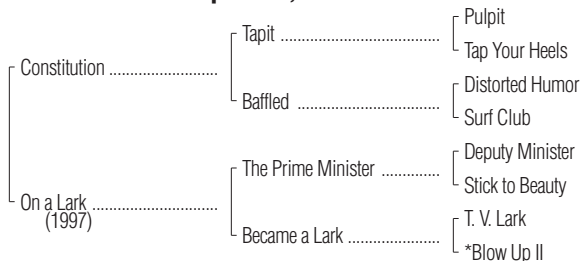 Pulpit
Tapit
Tap Your Heels
Constitution
Distorted Humor
Baffled
Surf Club
Deputy Minister
The Prime Minister
Stick to Beauty
On a Lark
(1997)
T. V. Lark
Became a Lark
*Blow Up II